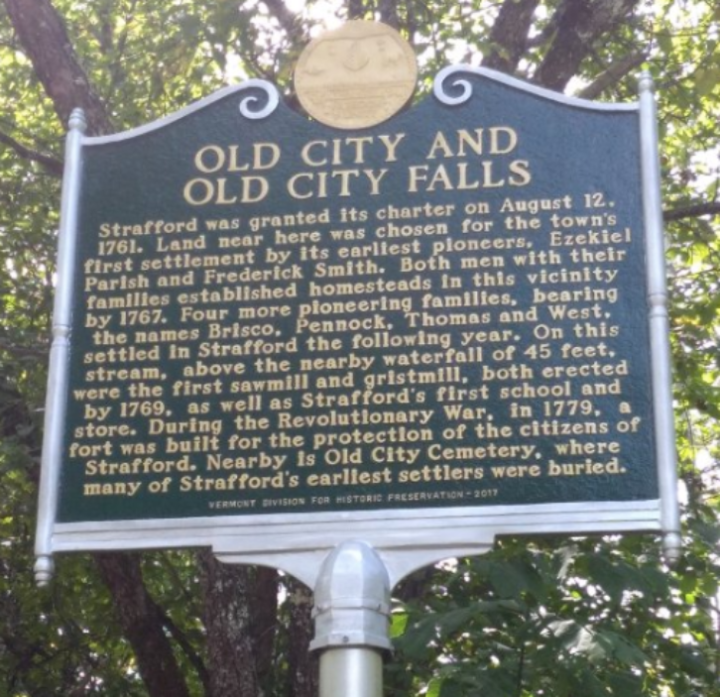 OLD CITY AND
OLD CITY FALLS
Strafford was granted its charter on August 12,
1761. Land near here was chosen for the town's
first settlement by its earliest pioneers, Ezekiel
Parish and Frederick Smith. Both men with their
families established homesteads in this vicinity
by 1767. Four more pioneering families, bearing
the names Brisco, Pennock, Thomas and West,
settled in Strafford the following year. On this
stream, above the nearby waterfall of 45 feet,
were the first sawmill and gristmill, both erected
by 1769, as well as Strafford's first school and
store. During the Revolutionary War, in 1779, a
fort was built for the protection of the citizens of
Strafford. Nearby is Old City Cemetery, where
many of Strafford's earliest settlers were buried.
VERMONT DIVISION FOR HISTORIC PRESERVATION - 2017